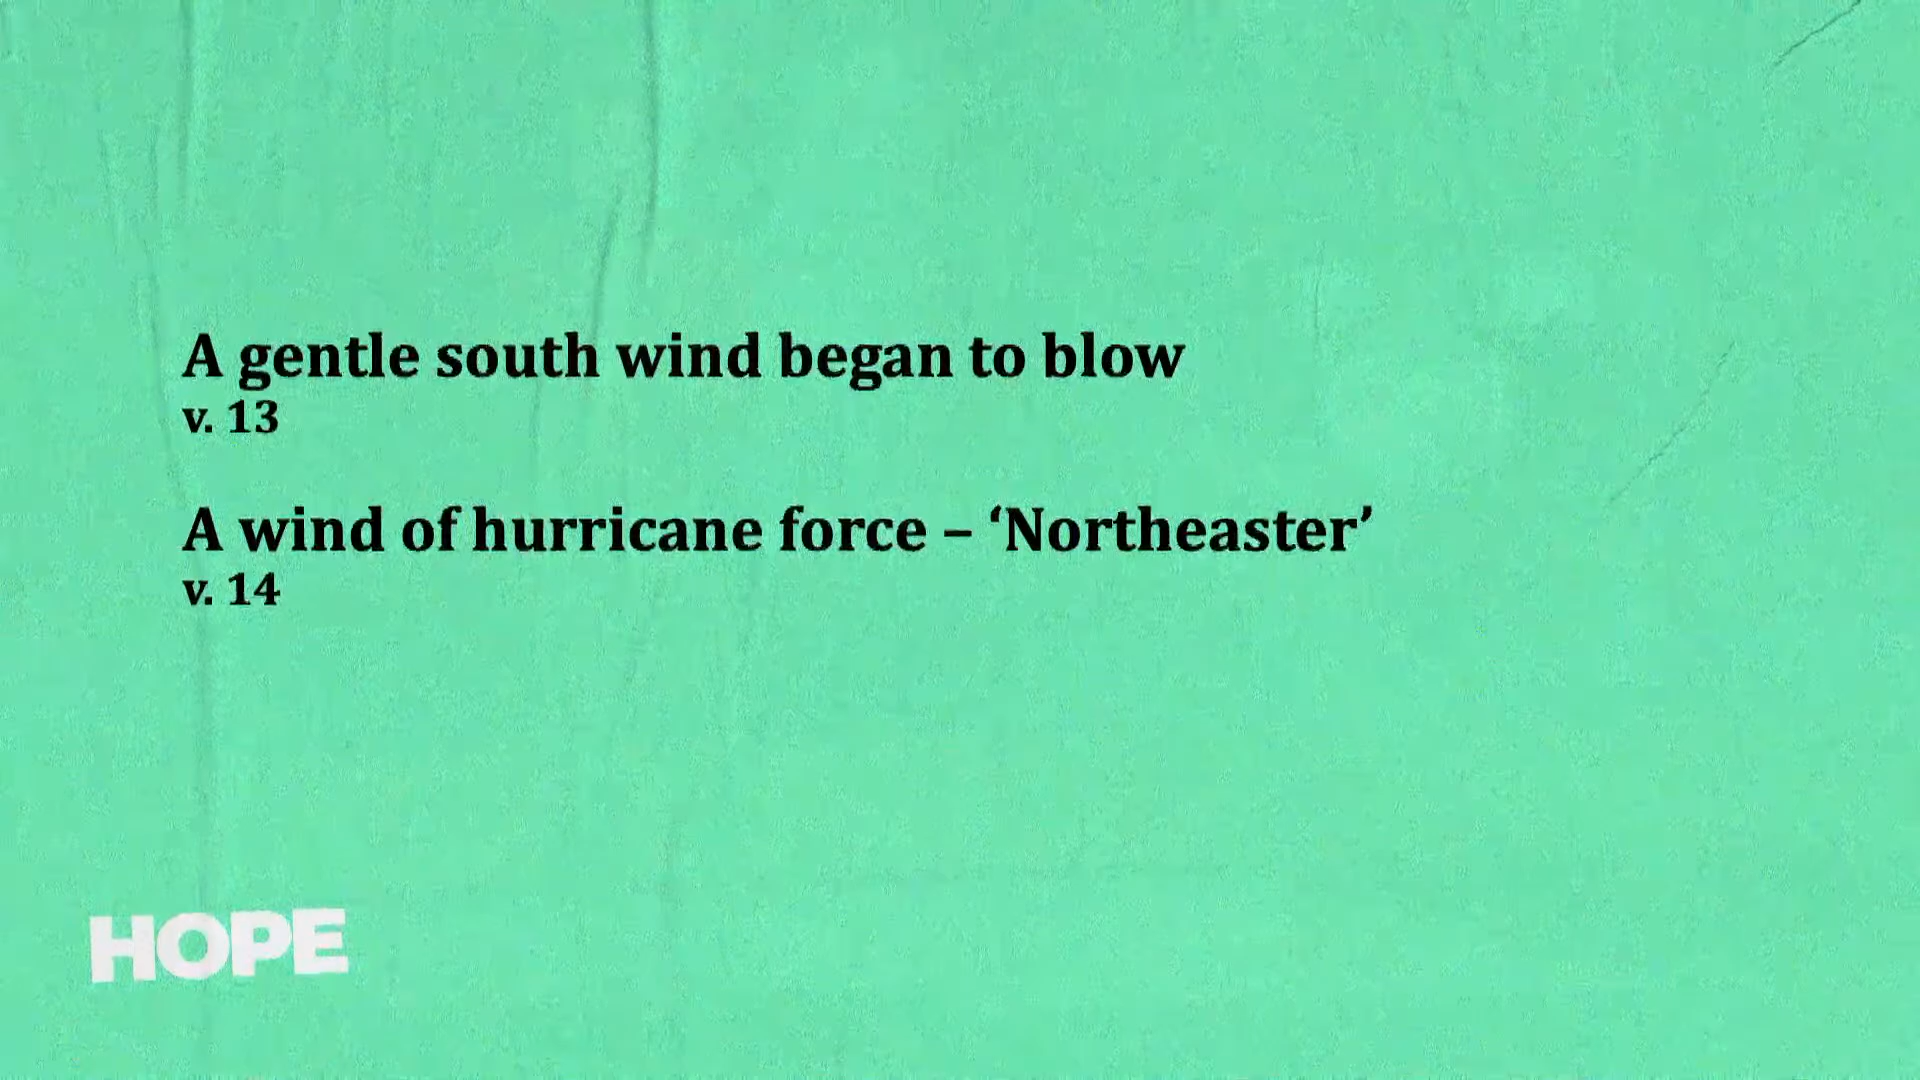 A gentle south wind began to blow
v. 13
A wind of hurricane force – ‘Northeaster’
v. 14
HOPE